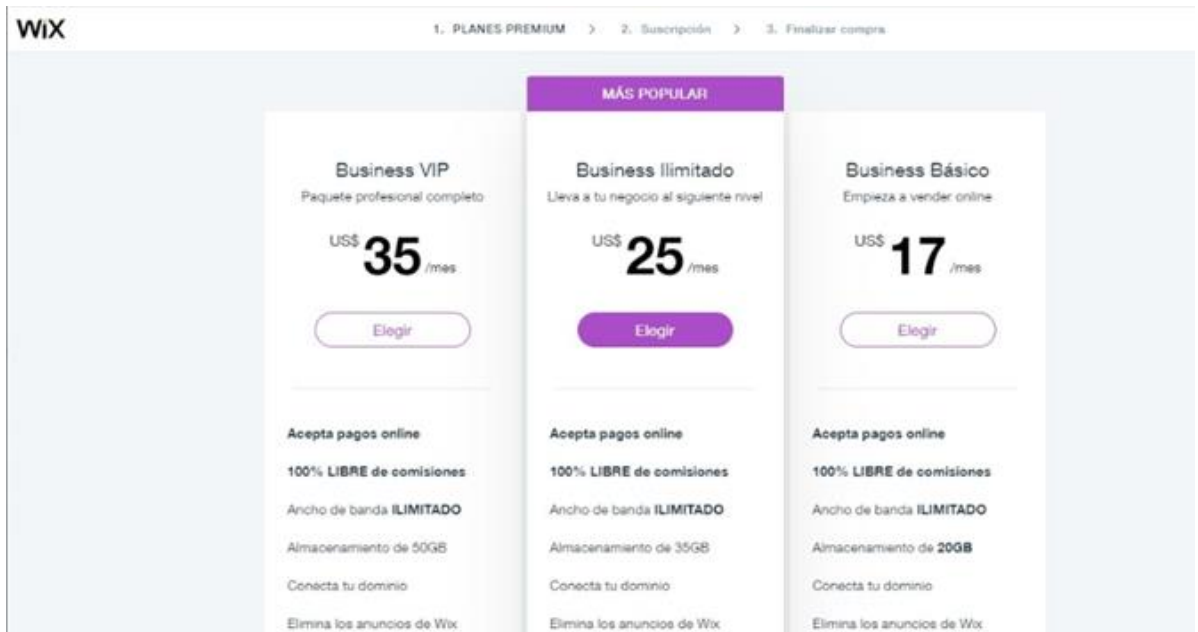 WiX
1. PLANES PREMIUM > 2. Suscripción > 3. Finalizar compra
MÁS POPULAR
Business VIP
Paquete profesional completo
US$ 35 /mes
Elegir
Acepta pagos online
100% LIBRE de comisiones
Ancho de banda ILIMITADO
Almacenamiento de 50GB
Conecta tu dominio
Elimina los anuncios de Wix
Business Ilimitado
Lleva a tu negocio al siguiente nivel
US$ 25 /mes
Elegir
Acepta pagos online
100% LIBRE de comisiones
Ancho de banda ILIMITADO
Almacenamiento de 35GB
Conecta tu dominio
Elimina los anuncios de Wix
Business Básico
Empieza a vender online
US$ 17 /mes
Elegir
Acepta pagos online
100% LIBRE de comisiones
Ancho de banda ILIMITADO
Almacenamiento de 20GB
Conecta tu dominio
Elimina los anuncios de Wix